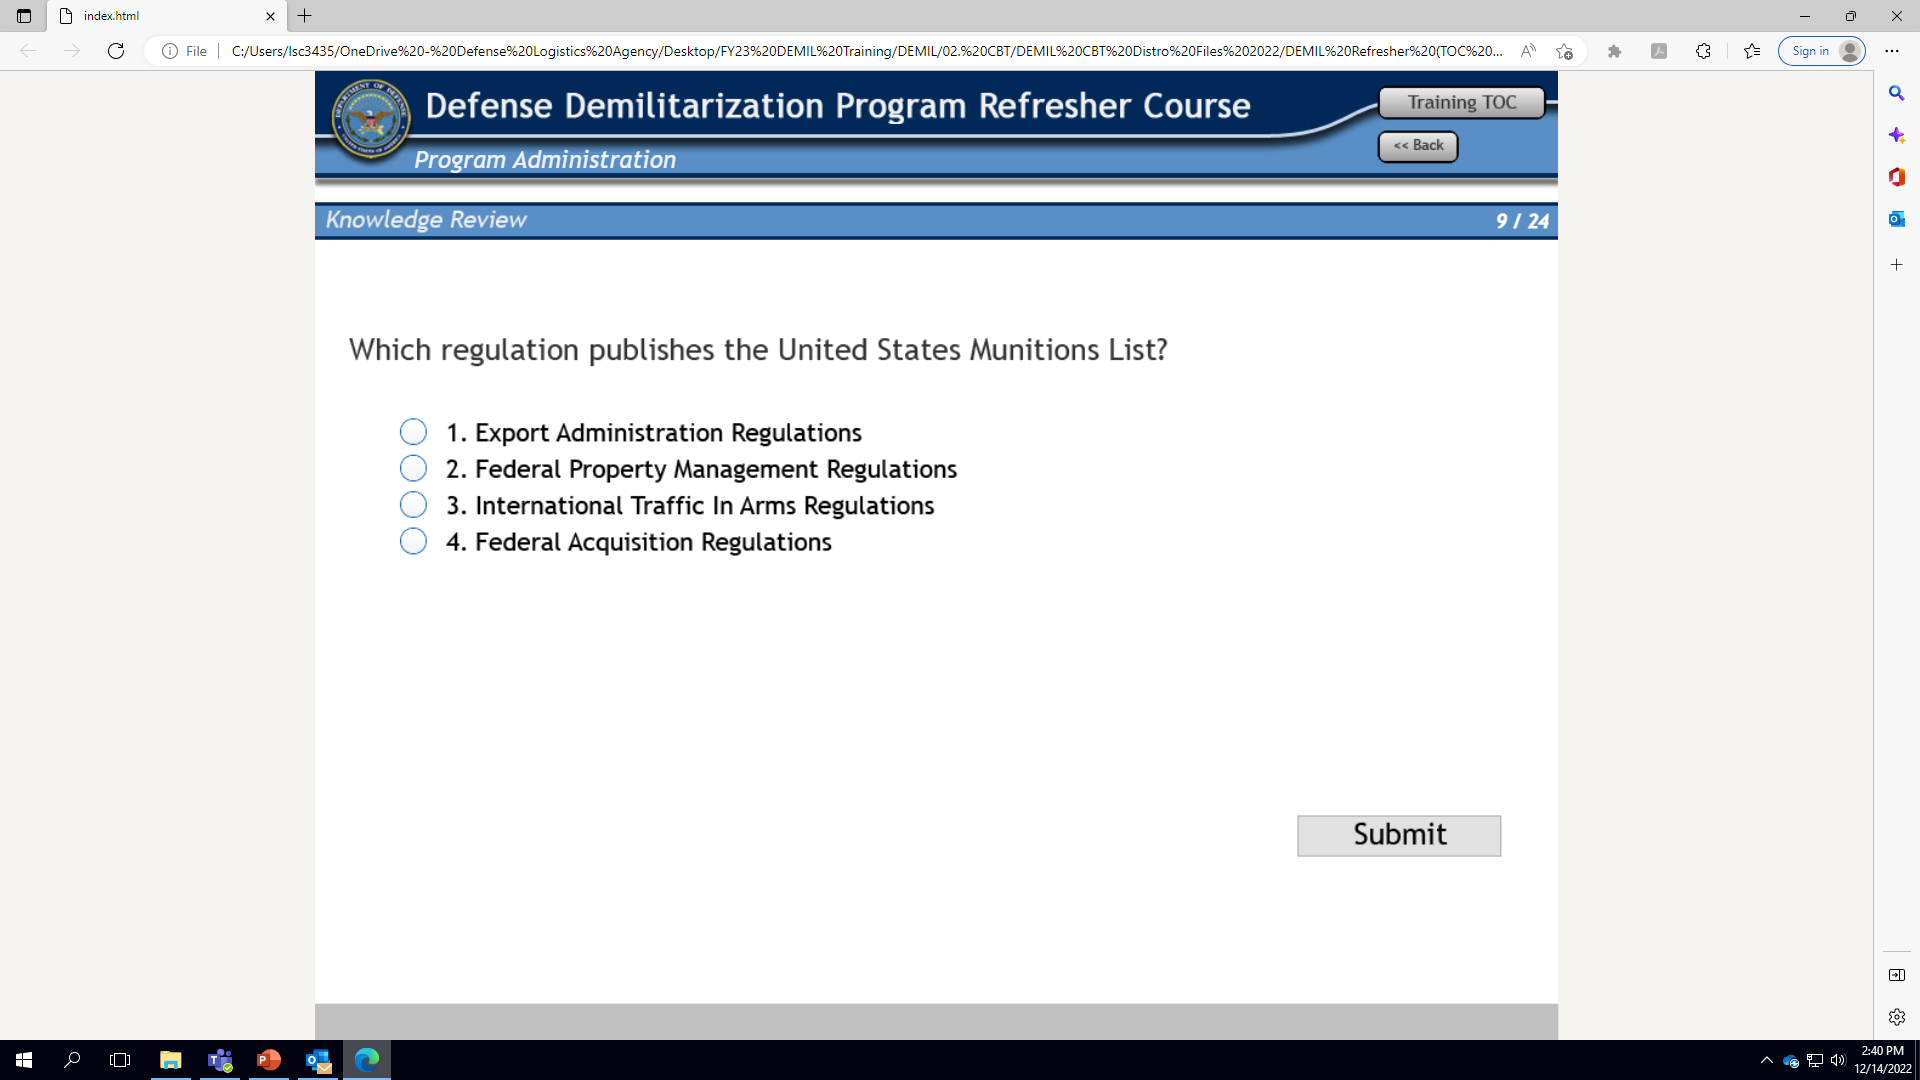 index.html
File
C:/Users/lsc3435/OneDrive%20-%20Defense%20Logistics%20Agency/Desktop/FY23%20DEMIL%20Training/DEMIL/02.%20CBT/DEMIL%20CBT%20Distro%20Files%202022/DEMIL%20Refresher%20(TOC%20...
Sign in
Defense Demilitarization Program Refresher Course
Training TOC
<< Back
Program Administration
Knowledge Review
9 / 24
Which regulation publishes the United States Munitions List?
1. Export Administration Regulations
2. Federal Property Management Regulations
3. International Traffic In Arms Regulations
4. Federal Acquisition Regulations
Submit
2:40 PM
12/14/2022